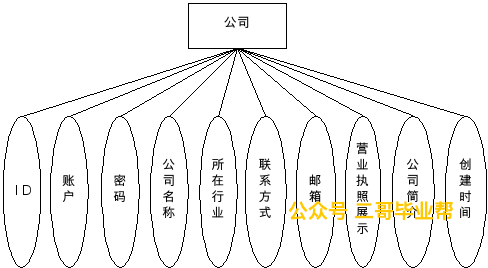 公司
ID
账户
密码
公司名称
所在行业
联系方式
邮箱
营业执照展示
公司简介
创建时间
公众号 二哥毕业帮